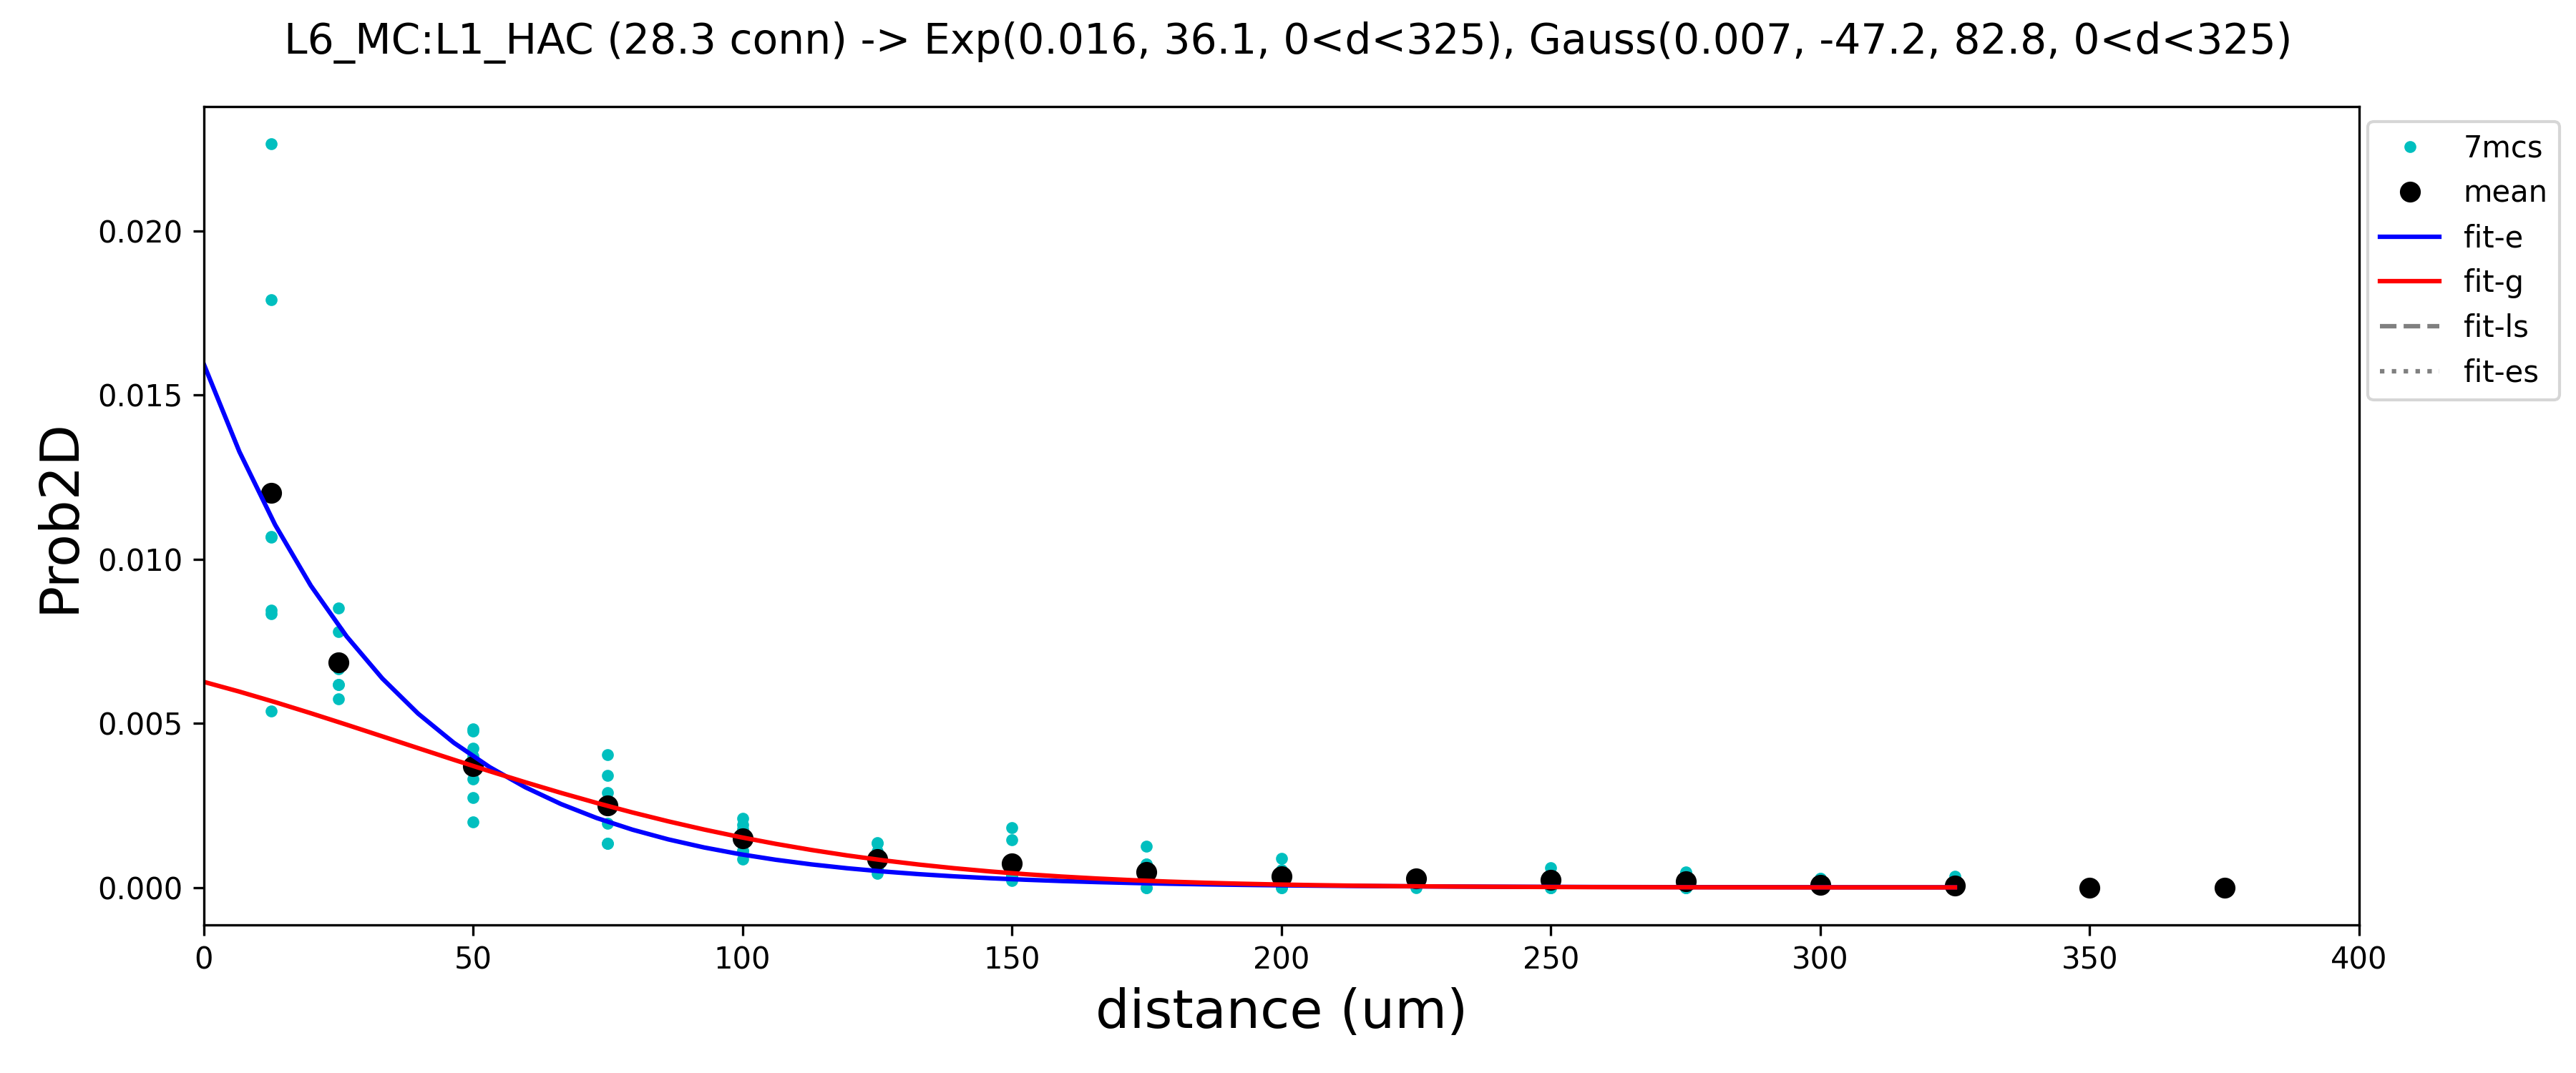 L6_MC:L1_HAC (28.3 conn) -> Exp(0.016, 36.1, 0<d<325), Gauss(0.007, -47.2, 82.8, 0<d<325)
Prob2D
0.020
0.015
0.010
0.005
0.000
0 50 100 150 200 250 300 350 400
distance (um)
7mcs
mean
fit-e
fit-g
fit-ls
fit-es